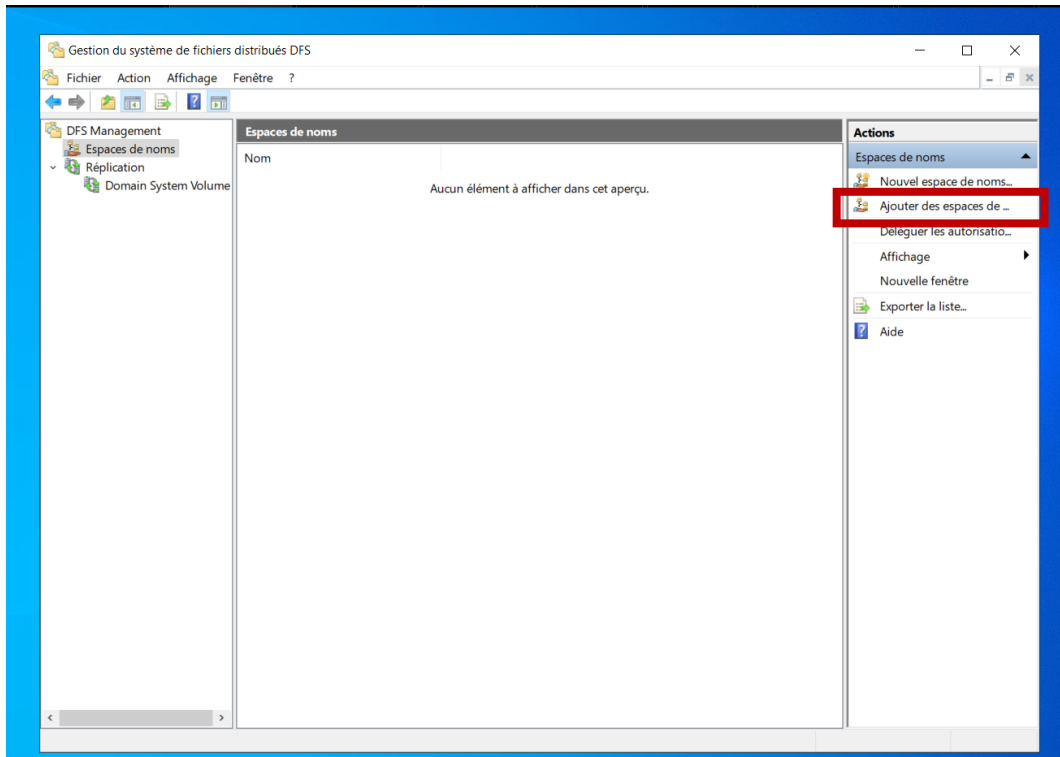 Gestion du système de fichiers distribués DFS
Fichier Action Affichage Fenêtre ?
DFS Management
Espaces de noms
Réplication
Domain System Volume
Espaces de noms
Nom
Aucun élément à afficher dans cet aperçu.
Actions
Espaces de noms
Nouvel espace de noms...
Ajouter des espaces de ...
Déléguer les autorisatio...
Affichage
Nouvelle fenêtre
Exporter la liste...
Aide